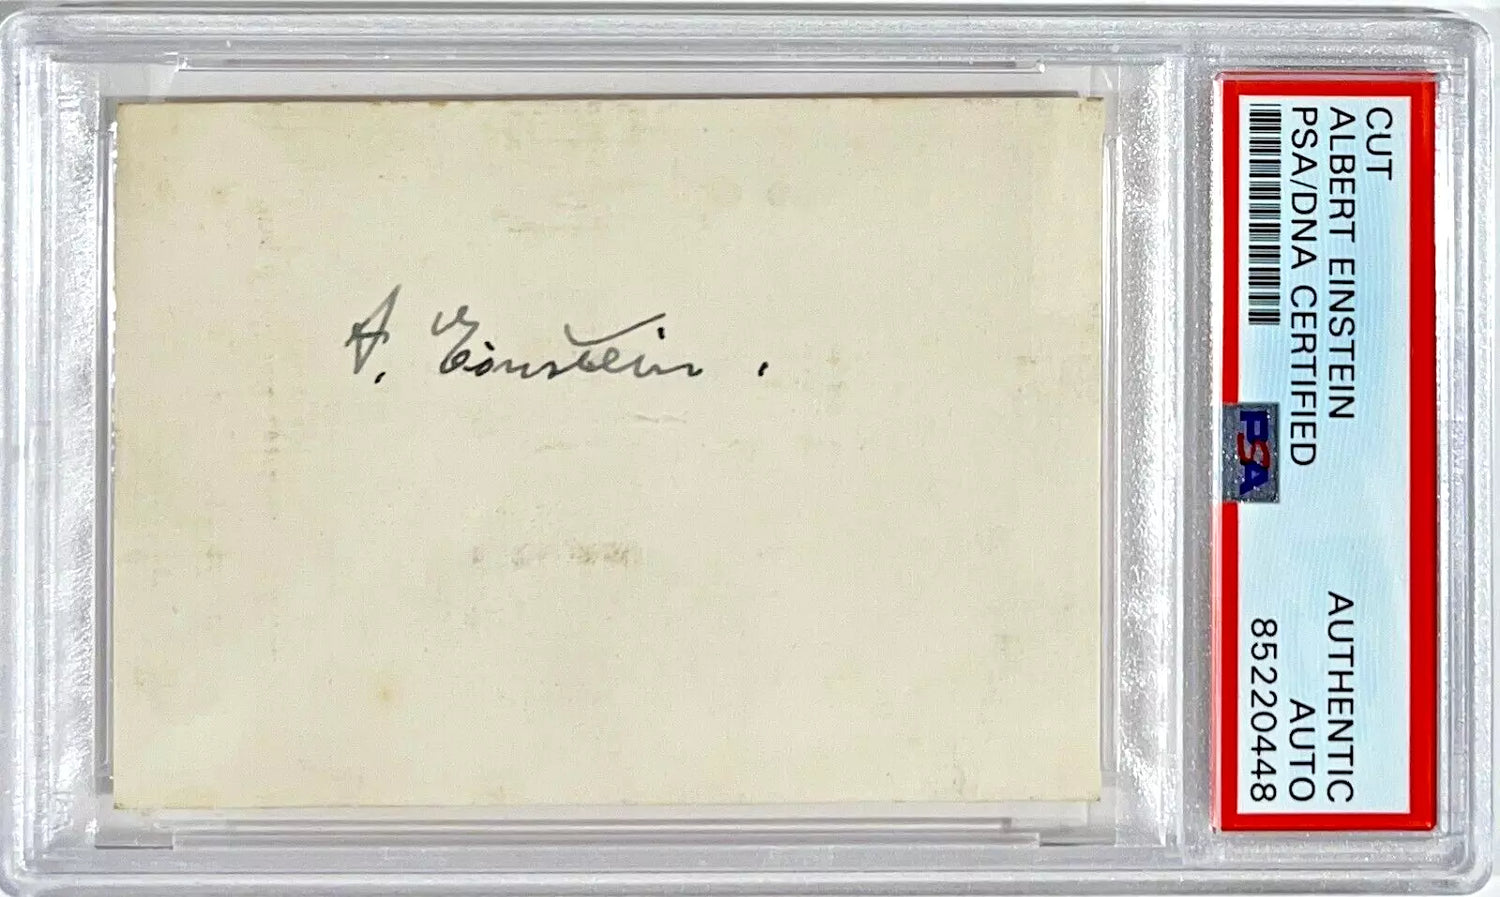 A. Einstein.
CUT
ALBERT EINSTEIN
PSA/DNA CERTIFIED
PSA
AUTHENTIC
AUTO
85220448